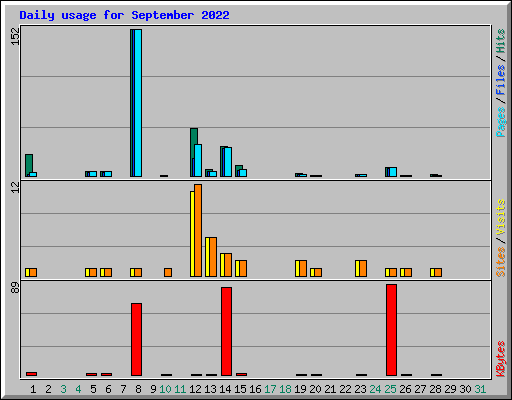 Daily usage for September 2022
152
Pages / Files / Hits
12
Sites / Visits
89
KBytes
1 2 3 4 5 6 7 8 9 10 11 12 13 14 15 16 17 18 19 20 21 22 23 24 25 26 27 28 29 30 31